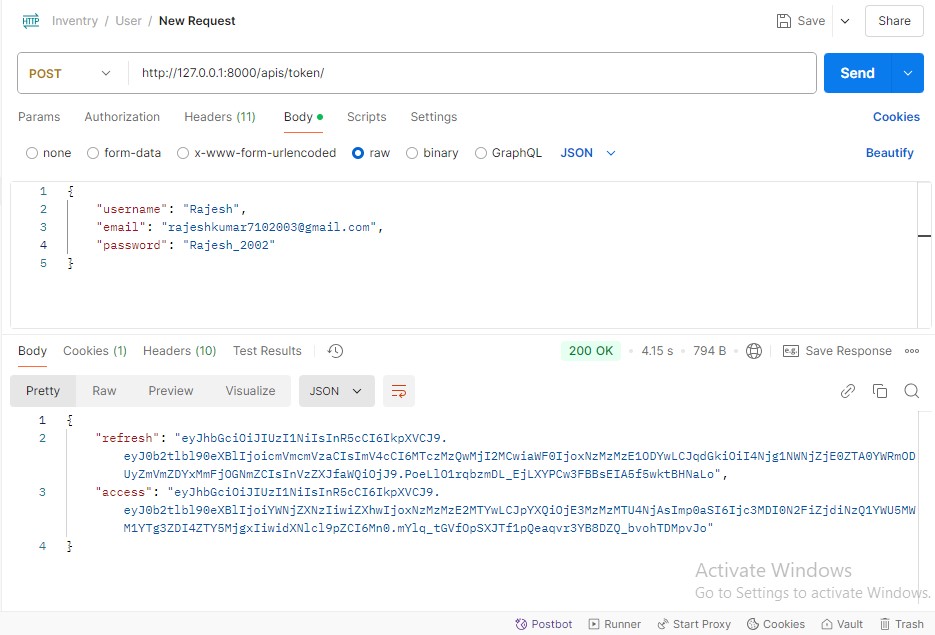 HTTP Inventry / User / New Request Save Share
POST http://127.0.0.1:8000/apis/token/ Send
Params Authorization Headers (11) Body Scripts Settings Cookies
none form-data x-www-form-urlencoded raw binary GraphQL JSON Beautify
1 {
2 "username": "Rajesh",
3 "email": "rajeshkumar7102003@gmail.com",
4 "password": "Rajesh_2002"
5 }
Body Cookies (1) Headers (10) Test Results 200 OK 4.15 s 794 B e.g. Save Response
Pretty Raw Preview Visualize JSON
1 {
2 "refresh": "eyJhbGciOiJIUzI1NiIsInR5cCI6IkpXVCJ9.
eyJ0b2tlbl90eXBlIjoicmVmcmVzaCIsImV4cCI6MTczMzQwMjI2MCwiaWF0IjoxNzMzMzE1ODYwLCJqdGkiOiI4Njg1NWNjZjE0ZTA0YWRmOD
UyZmVmZDYxMmFjOGNmZCIsInVzZXJfaWQiOjJ9.PoeLlO1rqbzmDL_EjLXYPCw3FBBsEIA5f5wktBHNaLo",
3 "access": "eyJhbGciOiJIUzI1NiIsInR5cCI6IkpXVCJ9.
eyJ0b2tlbl90eXBlIjoiYWNjZXNzIiwiZXhwIjoxNzMzMzE2MTYwLCJpYXQiOjE3MzMzMTU4NjAsImp0aSI6Ijc3MDI0N2FiZjdiNzQ1YWU5MW
M1YTg3ZDI4ZTY5MjgxIiwidXNlcl9pZCI6Mn0.mYlq_tGVfOpSXJTf1pQeaqvr3YB8DZQ_bvohTDMpvJo"
4 }
Activate Windows
Go to Settings to activate Windows.
Postbot Runner Start Proxy Cookies Vault Trash